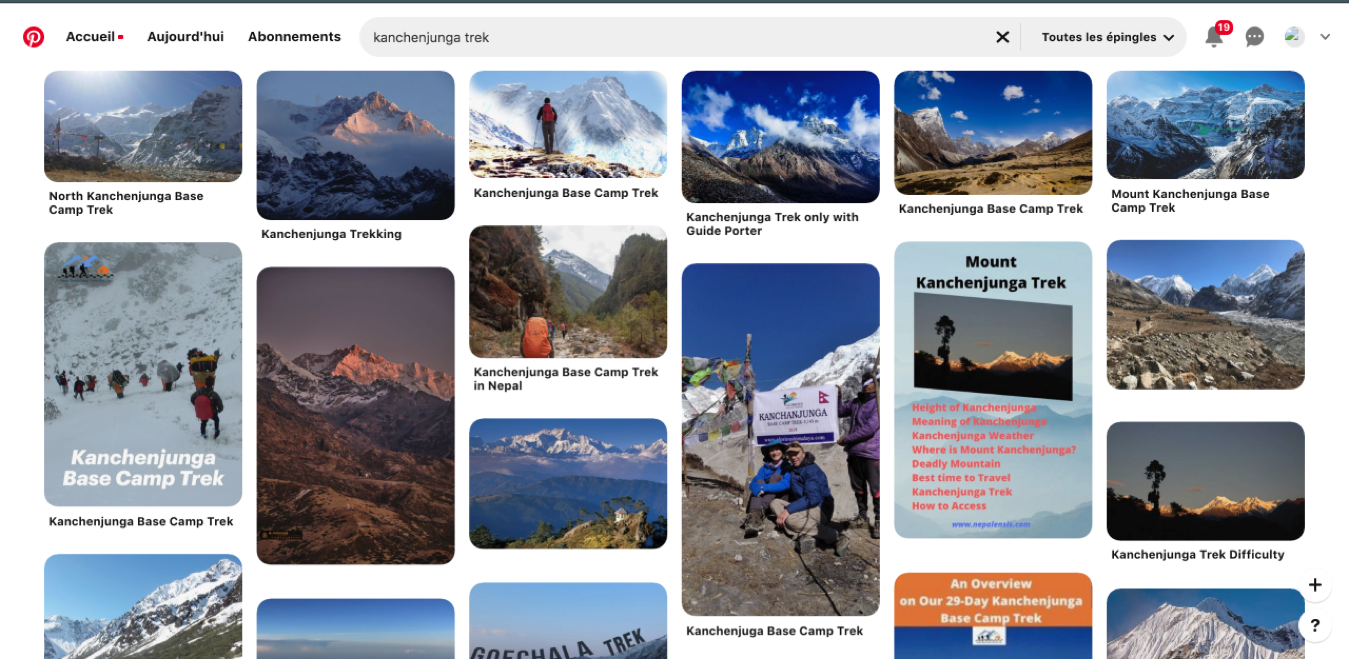 Accueil
Aujourd'hui
Abonnements
kanchenjunga trek
Toutes les épingles
19
North Kanchenjunga Base
Camp Trek
Kanchenjunga Trekking
Kanchenjunga Base Camp Trek
Kanchenjunga Trek only with
Guide Porter
Kanchenjunga Base Camp Trek
Mount Kanchenjunga Base
Camp Trek
Kanchenjunga
Base Camp Trek
Kanchenjunga Base Camp Trek
Kanchenjunga Base Camp Trek
in Nepal
KANCHANJUNGA
Kanchenjuga Base Camp Trek
Mount
Kanchenjunga Trek
Height of Kanchenjunga
Meaning of Kanchenjunga
Kanchenjunga Weather
Where is Mount Kanchenjunga?
Deadly Mountain
Best time to Travel
Kanchenjunga Trek
How to Access
www.nepalensis.com
Kanchenjunga Trek Difficulty
GOECHALA TREK
An Overview
on Our 29-Day Kanchenjunga
Base Camp Trek
+
?